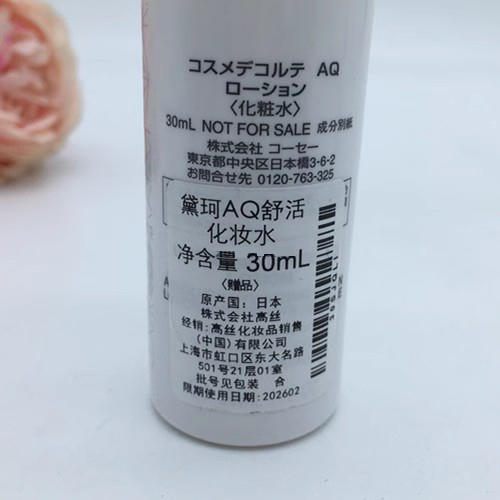 コスメデコルテ AQ
ローション
〈化粧水〉
30mL NOT FOR SALE 成分別紙
株式会社 コーセー
東京都中央区日本橋3-6-2
お問合せ先 0120-763-325
黛珂AQ舒活
化妆水
净含量 30mL
〈赠品〉
原产国：日本
株式会社高丝
经销：高丝化妆品销售
(中国)有限公司
上海市虹口区东大名路
501号21层01室
批号见包装 合
限期使用日期：202602